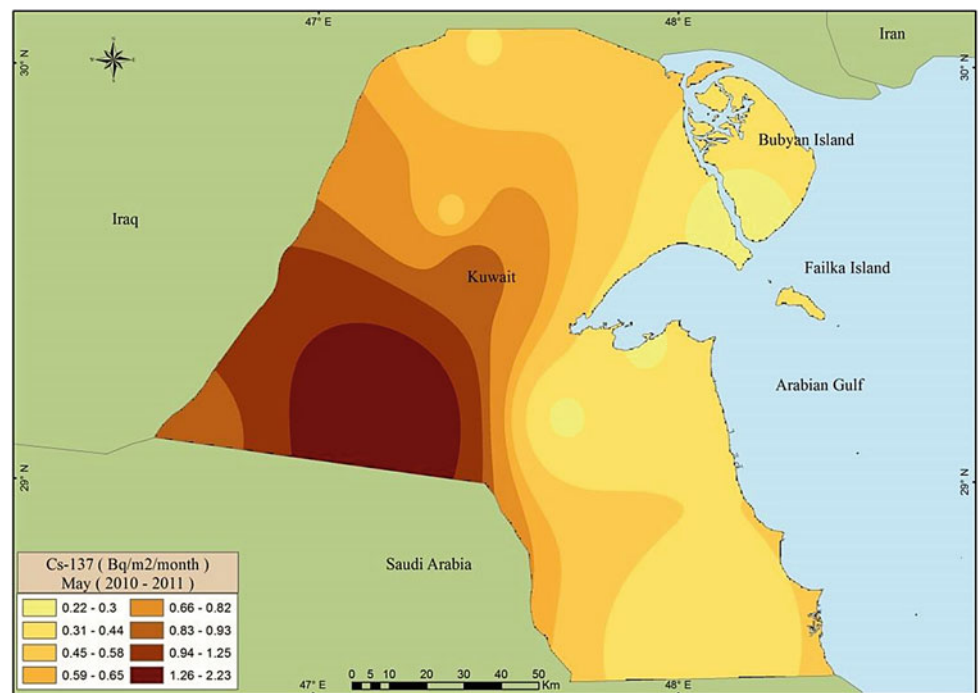 47° E
48° E
Iran
30° N
30° N
Bubyan Island
Iraq
Failka Island
Kuwait
Arabian Gulf
29° N
29° N
Saudi Arabia
Cs-137 ( Bq/m2/month )
May ( 2010 - 2011 )
0.22 - 0.3
0.66 - 0.82
0.31 - 0.44
0.83 - 0.93
0.45 - 0.58
0.94 - 1.25
0.59 - 0.65
1.26 - 2.23
0 5 10 20 30 40 50
Km
47° E
48° E